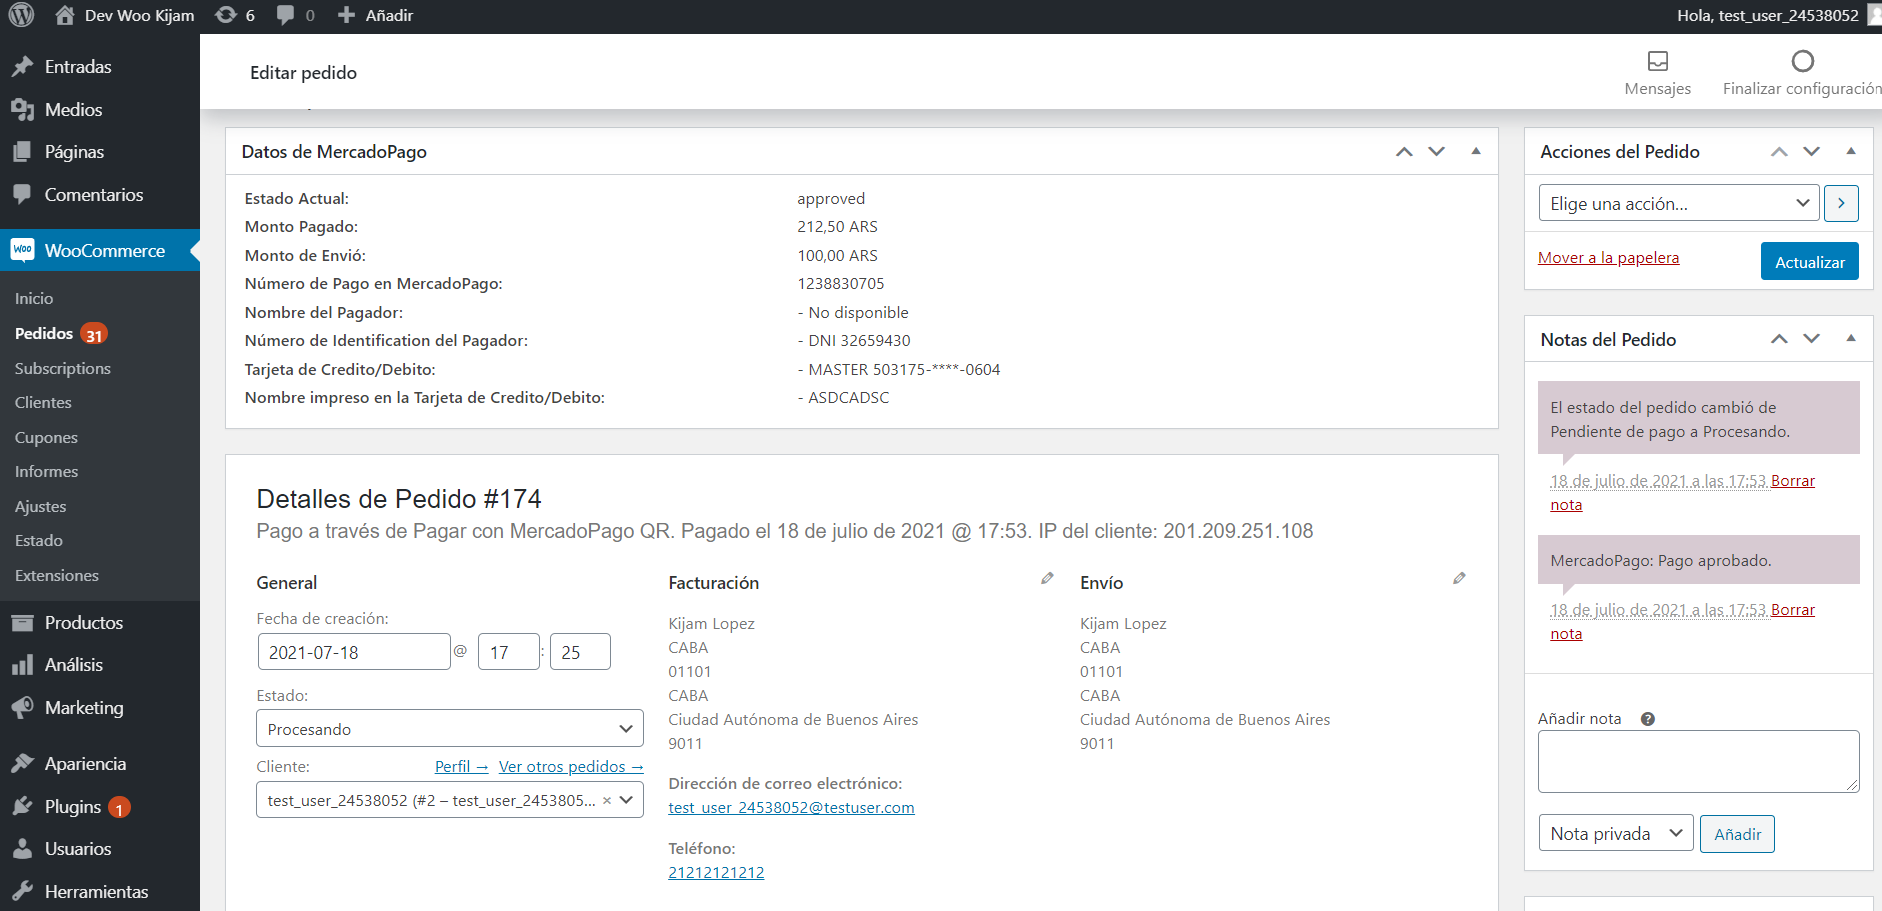 Dev Woo Kijam
6
0
Añadir
Hola, test_user_24538052
Entradas
Medios
Páginas
Comentarios
WooCommerce
Inicio
Pedidos 31
Subscriptions
Clientes
Cupones
Informes
Ajustes
Estado
Extensiones
Productos
Análisis
Marketing
Apariencia
Plugins 1
Usuarios
Herramientas
Editar pedido
Mensajes
Finalizar configuración
Datos de MercadoPago
Estado Actual: approved
Monto Pagado: 212,50 ARS
Monto de Envió: 100,00 ARS
Número de Pago en MercadoPago: 1238830705
Nombre del Pagador: - No disponible
Número de Identification del Pagador: - DNI 32659430
Tarjeta de Credito/Debito: - MASTER 503175-****-0604
Nombre impreso en la Tarjeta de Credito/Debito: - ASDCADSC
Detalles de Pedido #174
Pago a través de Pagar con MercadoPago QR. Pagado el 18 de julio de 2021 @ 17:53. IP del cliente: 201.209.251.108
General
Fecha de creación:
2021-07-18 @ 17 : 25
Estado:
Procesando
Cliente: Perfil → Ver otros pedidos →
test_user_24538052 (#2 – test_user_2453805... ×
Facturación
Kijam Lopez
CABA
01101
CABA
Ciudad Autónoma de Buenos Aires
9011
Dirección de correo electrónico:
test_user_24538052@testuser.com
Teléfono:
21212121212
Envío
Kijam Lopez
CABA
01101
CABA
Ciudad Autónoma de Buenos Aires
9011
Acciones del Pedido
Elige una acción...
Mover a la papelera
Actualizar
Notas del Pedido
El estado del pedido cambió de
Pendiente de pago a Procesando.
18 de julio de 2021 a las 17:53 Borrar
nota
MercadoPago: Pago aprobado.
18 de julio de 2021 a las 17:53 Borrar
nota
Añadir nota ?
Nota privada
Añadir